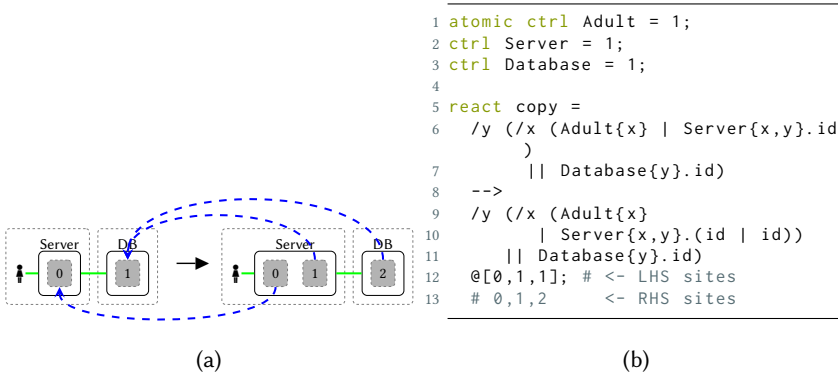 Server DB Server DB
0 1 0 1 2
(a)
1 atomic ctrl Adult = 1;
2 ctrl Server = 1;
3 ctrl Database = 1;
4
5 react copy =
6 /y (/x (Adult{x} | Server{x,y}.id
)
7 || Database{y}.id)
8 -->
9 /y (/x (Adult{x}
10 | Server{x,y}.(id | id))
11 || Database{y}.id)
12 @[0,1,1]; # <- LHS sites
13 # 0,1,2 <- RHS sites
(b)